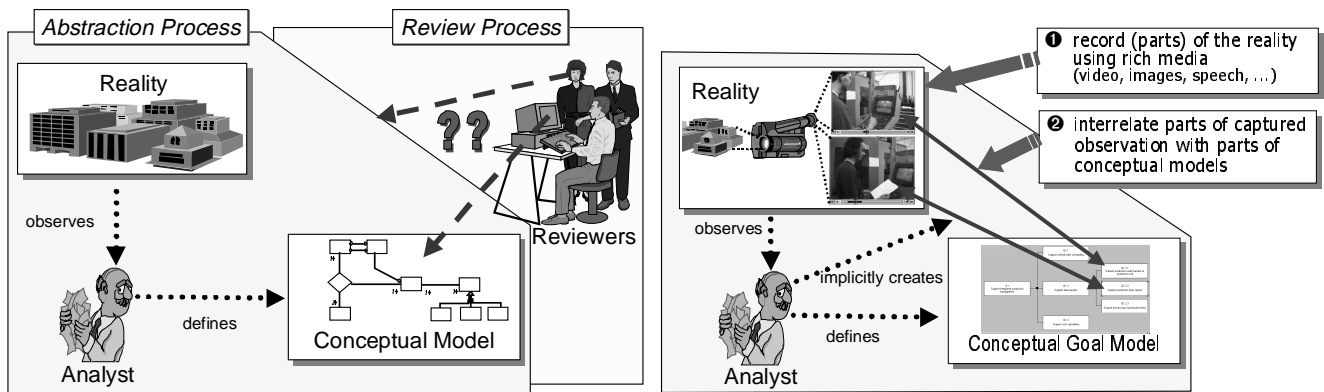 Abstraction Process
Review Process
Reality
? ?
observes
Reviewers
defines
Conceptual Model
Analyst
❶ record (parts) of the reality
using rich media
(video, images, speech, ...)
Reality
❷ interrelate parts of captured
observation with parts of
conceptual models
observes
implicitly creates
defines
Conceptual Goal Model
Analyst